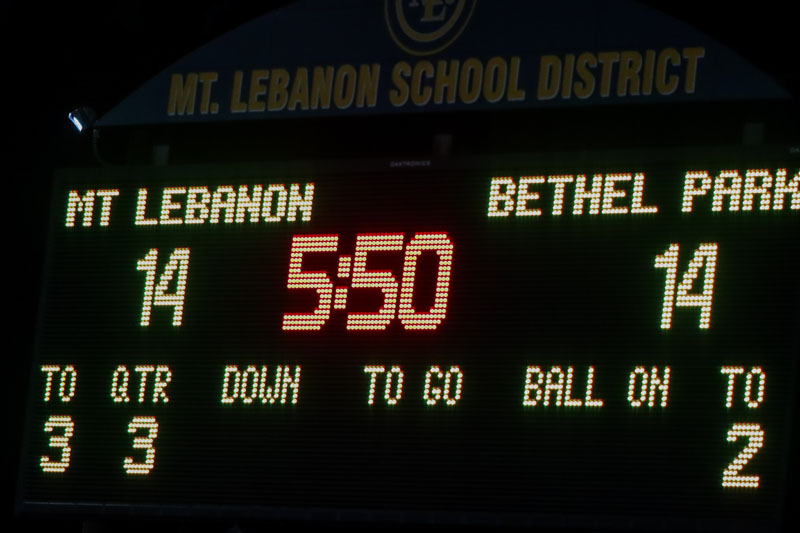 MT. LEBANON SCHOOL DISTRICT
DAKTRONICS
MT LEBANON BETHEL PARK
14 5:50 14
TO QTR DOWN TO GO BALL ON TO
3 3 2